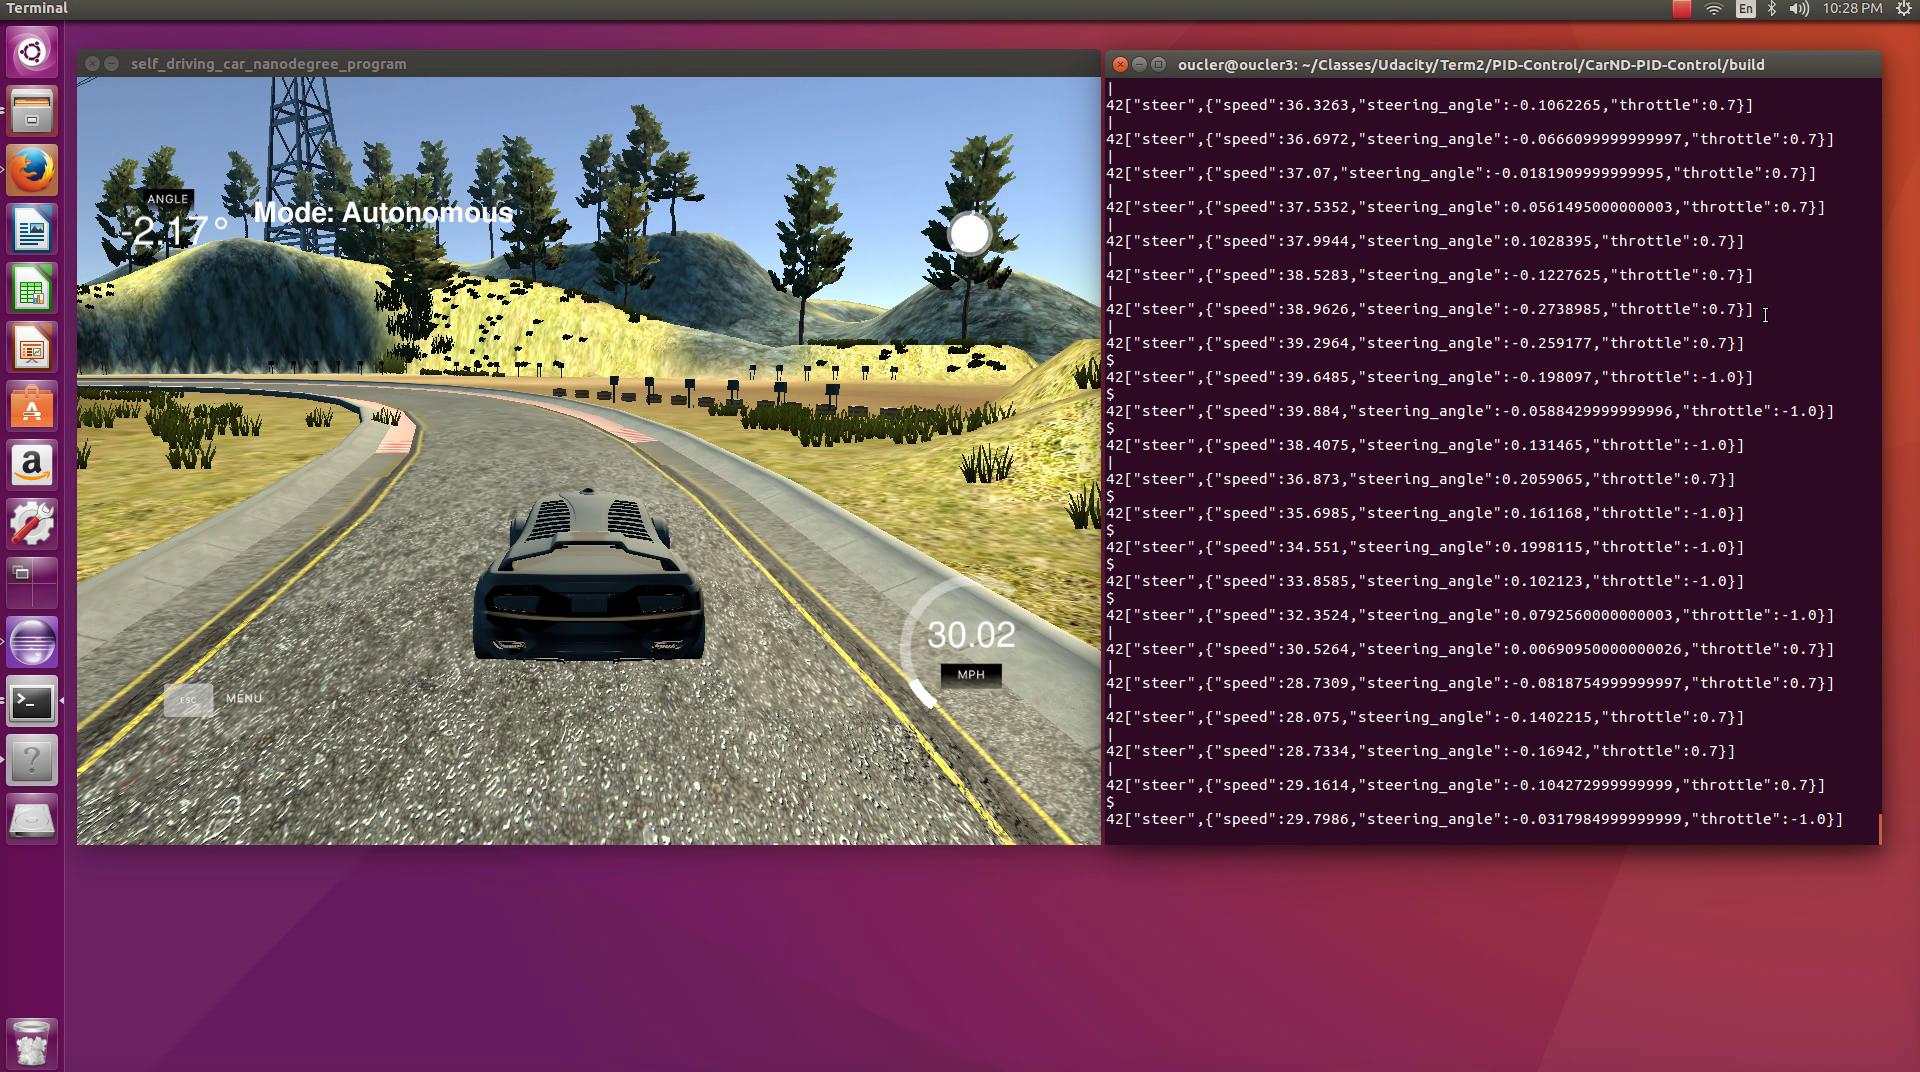 Terminal
En
10:28 PM
self_driving_car_nanodegree_program
ANGLE
-2.17°
Mode: Autonomous
30.02
MPH
ESC
MENU
oucler@oucler3: ~/Classes/Udacity/Term2/PID-Control/CarND-PID-Control/build
|
42["steer",{"speed":36.3263,"steering_angle":-0.1062265,"throttle":0.7}]
|
42["steer",{"speed":36.6972,"steering_angle":-0.0666099999999997,"throttle":0.7}]
|
42["steer",{"speed":37.07,"steering_angle":-0.0181909999999995,"throttle":0.7}]
|
42["steer",{"speed":37.5352,"steering_angle":0.0561495000000003,"throttle":0.7}]
|
42["steer",{"speed":37.9944,"steering_angle":0.1028395,"throttle":0.7}]
|
42["steer",{"speed":38.5283,"steering_angle":-0.1227625,"throttle":0.7}]
|
42["steer",{"speed":38.9626,"steering_angle":-0.2738985,"throttle":0.7}]
|
42["steer",{"speed":39.2964,"steering_angle":-0.259177,"throttle":0.7}]
$
42["steer",{"speed":39.6485,"steering_angle":-0.198097,"throttle":-1.0}]
$
42["steer",{"speed":39.884,"steering_angle":-0.0588429999999996,"throttle":-1.0}]
$
42["steer",{"speed":38.4075,"steering_angle":0.131465,"throttle":-1.0}]
|
42["steer",{"speed":36.873,"steering_angle":0.2059065,"throttle":0.7}]
$
42["steer",{"speed":35.6985,"steering_angle":0.161168,"throttle":-1.0}]
$
42["steer",{"speed":34.551,"steering_angle":0.1998115,"throttle":-1.0}]
$
42["steer",{"speed":33.8585,"steering_angle":0.102123,"throttle":-1.0}]
$
42["steer",{"speed":32.3524,"steering_angle":0.0792560000000003,"throttle":-1.0}]
|
42["steer",{"speed":30.5264,"steering_angle":0.00690950000000026,"throttle":0.7}]
|
42["steer",{"speed":28.7309,"steering_angle":-0.0818754999999997,"throttle":0.7}]
|
42["steer",{"speed":28.075,"steering_angle":-0.1402215,"throttle":0.7}]
|
42["steer",{"speed":28.7334,"steering_angle":-0.16942,"throttle":0.7}]
|
42["steer",{"speed":29.1614,"steering_angle":-0.104272999999999,"throttle":0.7}]
$
42["steer",{"speed":29.7986,"steering_angle":-0.0317984999999999,"throttle":-1.0}]